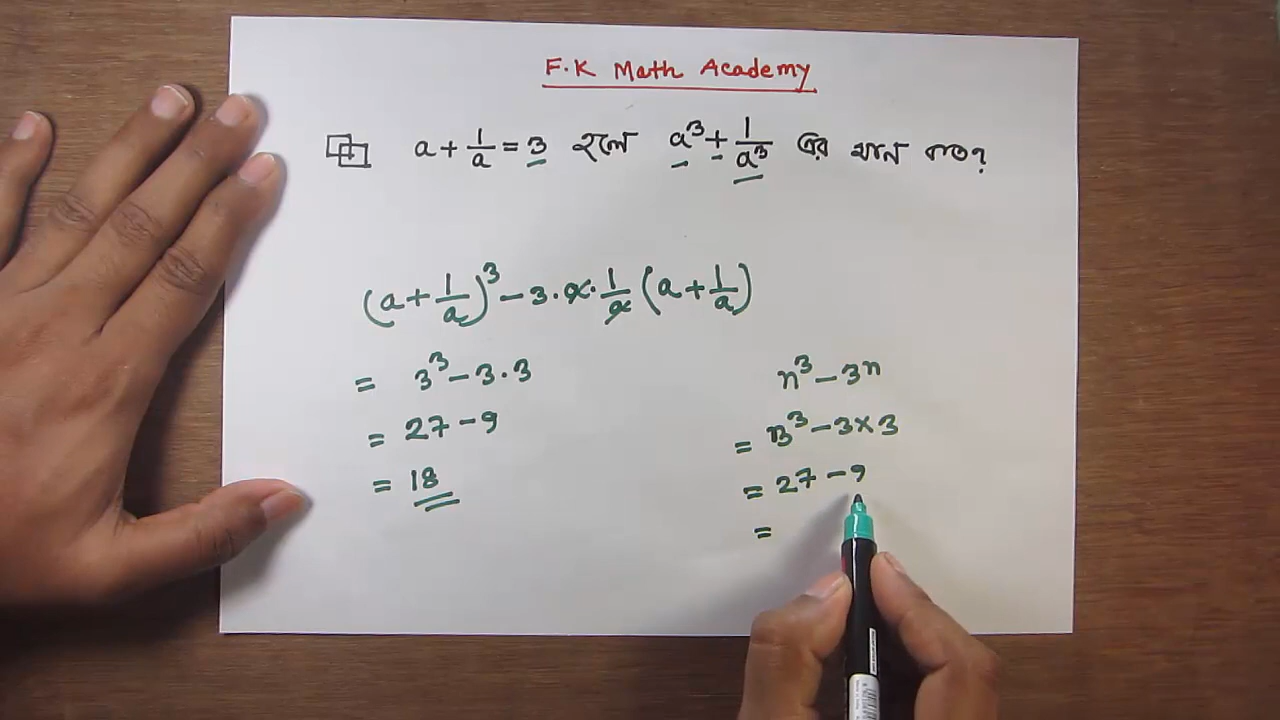 F.K Math Academy
a + 1/a = 3 হলে a³ + 1/a³ এর মান কত?
(a + 1/a)³ - 3 · a · 1/a (a + 1/a)
= 3³ - 3 · 3
= 27 - 9
= 18
n³ - 3n
= 3³ - 3 × 3
= 27 - 9
=